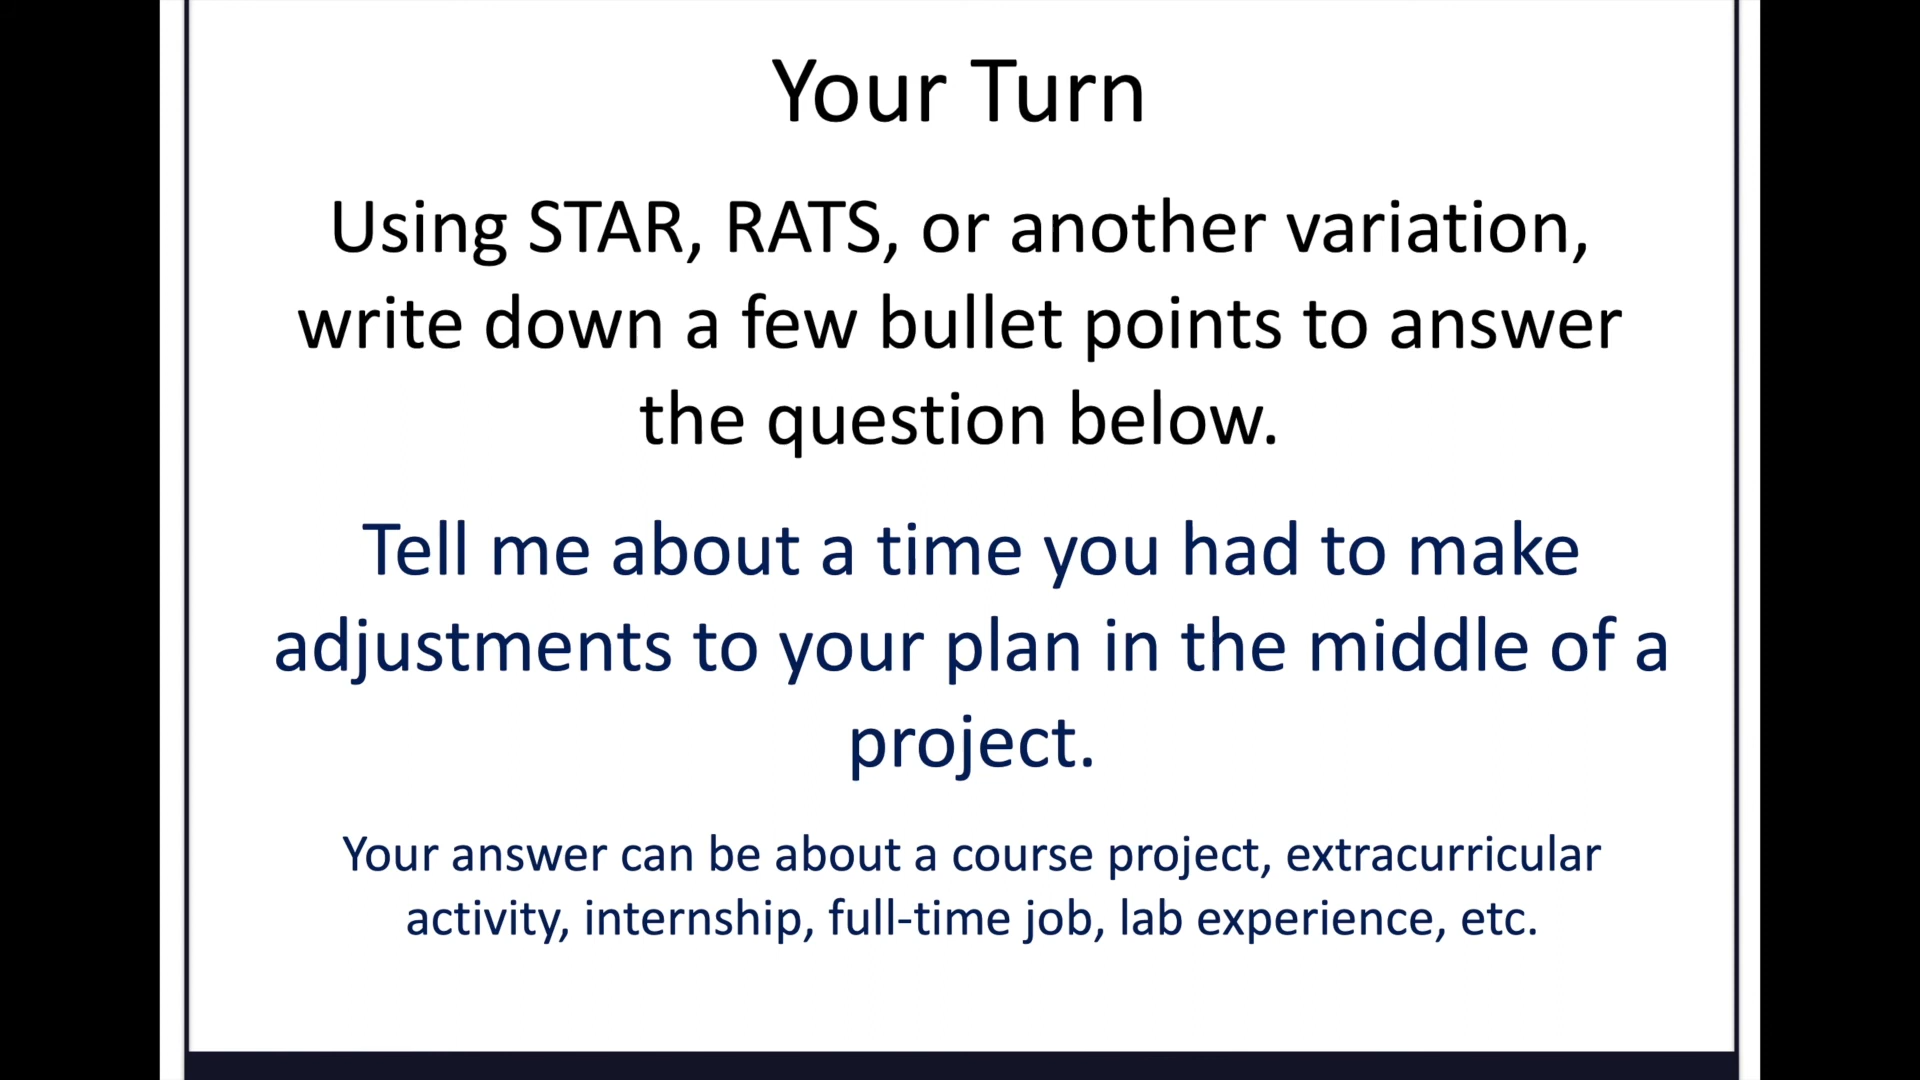 Your Turn
Using STAR, RATS, or another variation,
write down a few bullet points to answer
the question below.
Tell me about a time you had to make
adjustments to your plan in the middle of a
project.
Your answer can be about a course project, extracurricular
activity, internship, full-time job, lab experience, etc.